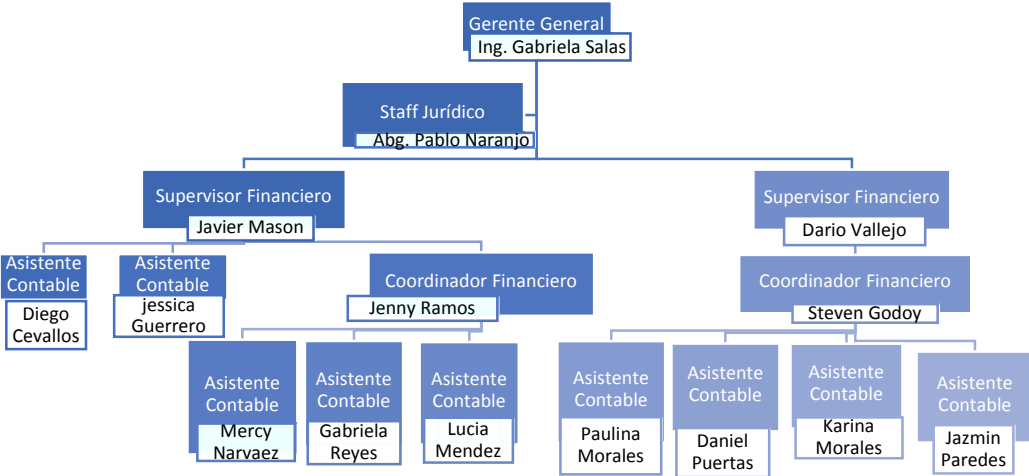 Gerente General
Ing. Gabriela Salas
Staff Jurídico
Abg. Pablo Naranjo
Supervisor Financiero
Javier Mason
Supervisor Financiero
Dario Vallejo
Asistente
Contable
Diego
Cevallos
Asistente
Contable
jessica
Guerrero
Coordinador Financiero
Jenny Ramos
Coordinador Financiero
Steven Godoy
Asistente
Contable
Mercy
Narvaez
Asistente
Contable
Gabriela
Reyes
Asistente
Contable
Lucia
Mendez
Asistente
Contable
Paulina
Morales
Asistente
Contable
Daniel
Puertas
Asistente
Contable
Karina
Morales
Asistente
Contable
Jazmin
Paredes